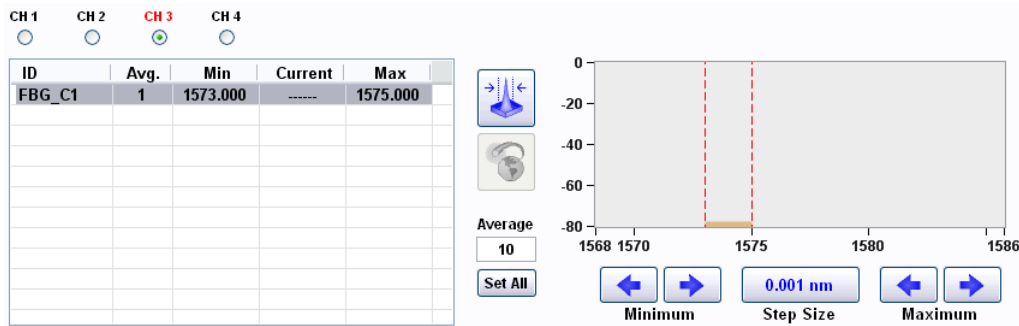 CH 1 CH 2 CH 3 CH 4
ID Avg. Min Current Max
FBG_C1 1 1573.000 ------ 1575.000
Average
10
Set All
0
-20
-40
-60
-80
1568 1570 1575 1580 1586
0.001 nm
Minimum Step Size Maximum